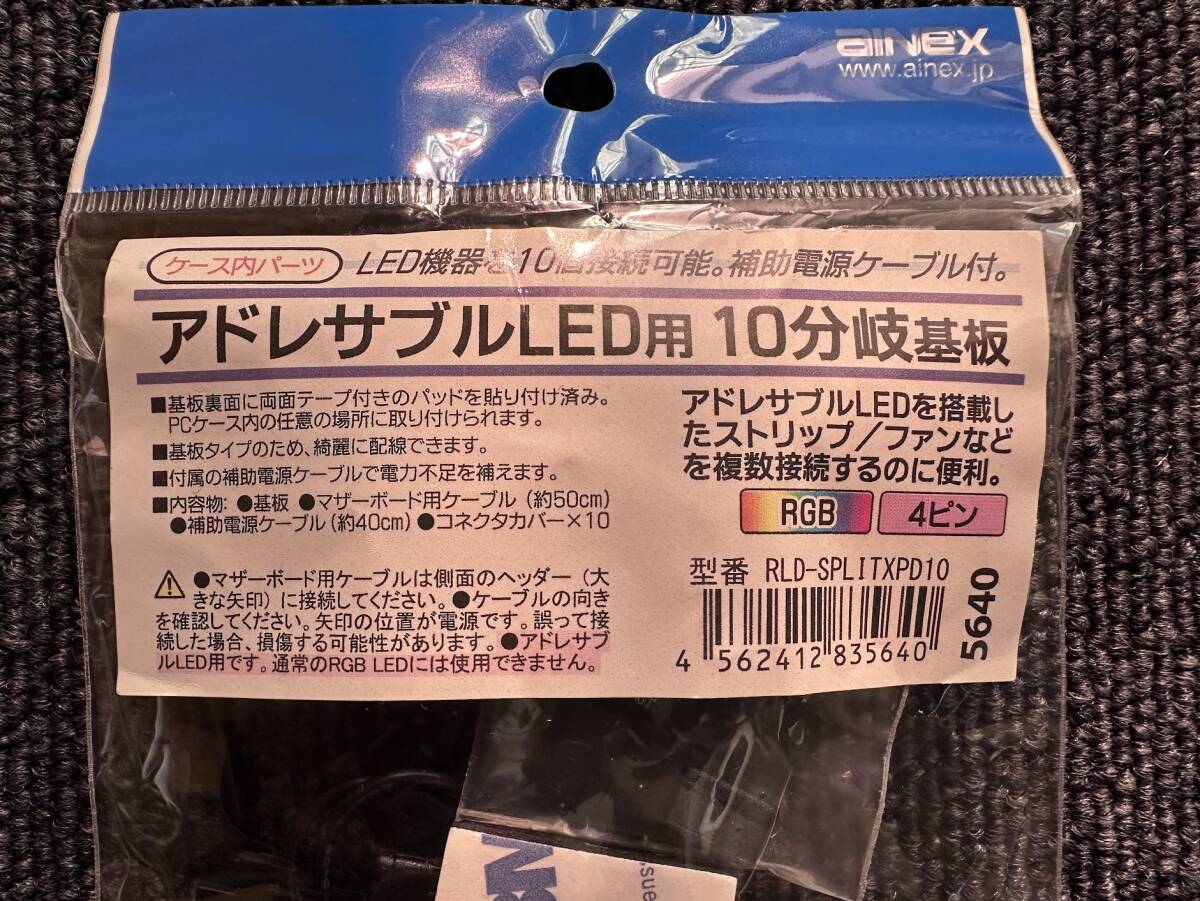 aiNex
www.ainex.jp
ケース内パーツ LED機器を10個接続可能。補助電源ケーブル付。
アドレサブルLED用 10分岐基板
■基板裏面に両面テープ付きのパッドを貼り付け済み。
PCケース内の任意の場所に取り付けられます。
■基板タイプのため、綺麗に配線できます。
■付属の補助電源ケーブルで電力不足を補えます。
■内容物: ●基板 ●マザーボード用ケーブル (約50cm)
●補助電源ケーブル (約40cm) ●コネクタカバー×10
アドレサブルLEDを搭載し
たストリップ/ファンなど
を複数接続するのに便利。
RGB 4ピン
⚠ ●マザーボード用ケーブルは側面のヘッダー (大
きな矢印) に接続してください。●ケーブルの向き
を確認してください。矢印の位置が電源です。誤って接
続した場合、損傷する可能性があります。●アドレサブ
ルLED用です。通常のRGB LEDには使用できません。
型番 RLD-SPLITXPD10
4 562412 835640
5640